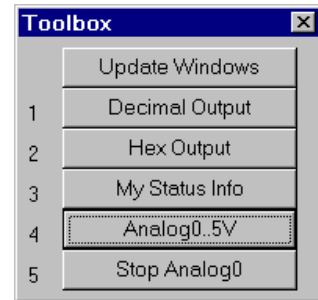 Toolbox
Update Windows
1 Decimal Output
2 Hex Output
3 My Status Info
4 Analog0..5V
5 Stop Analog0